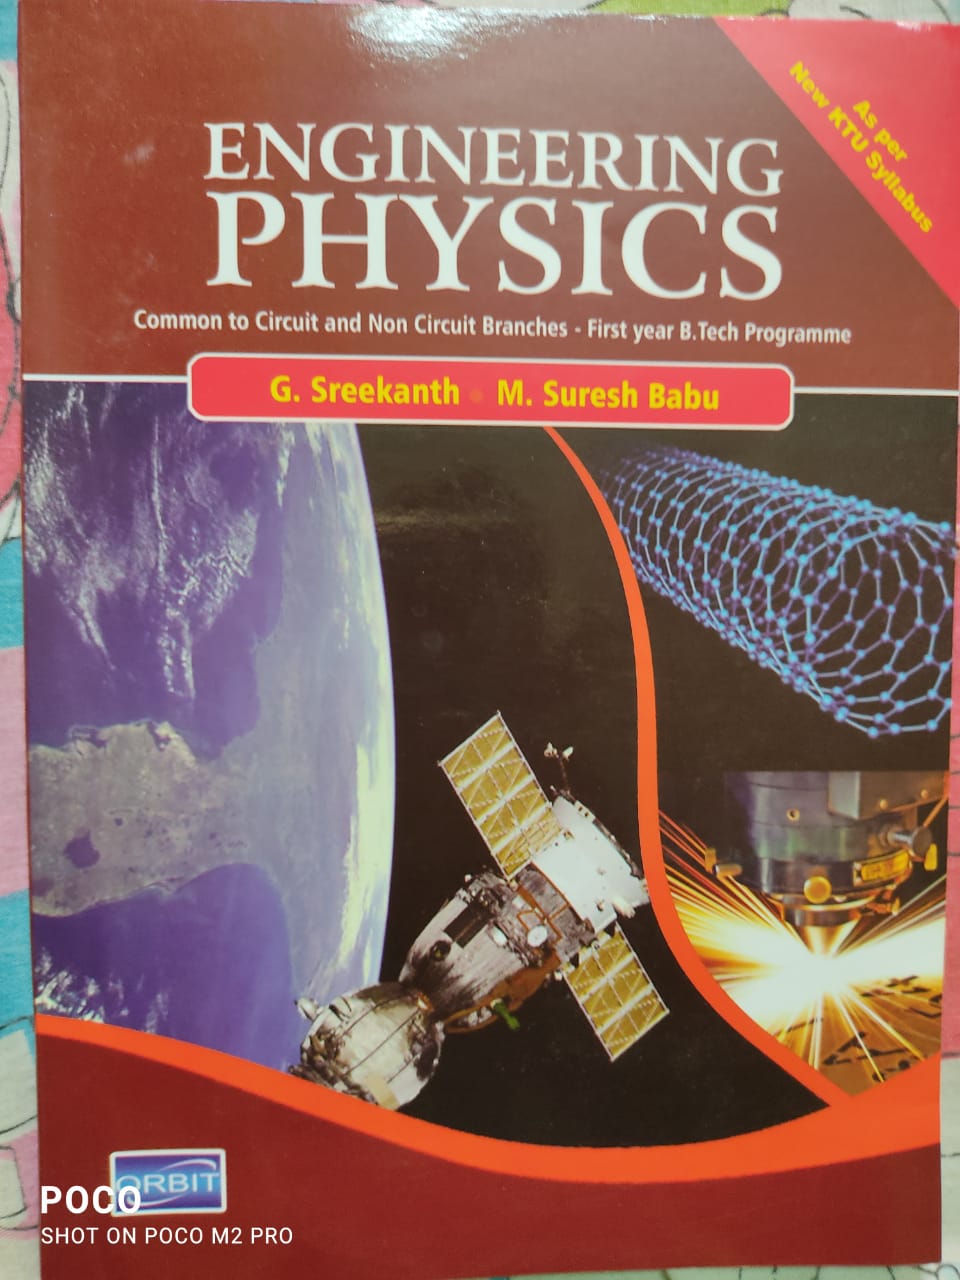 As per
New KTU Syllabus
ENGINEERING
PHYSICS
Common to Circuit and Non Circuit Branches - First year B.Tech Programme
G. Sreekanth • M. Suresh Babu
ORBIT
POCO
SHOT ON POCO M2 PRO